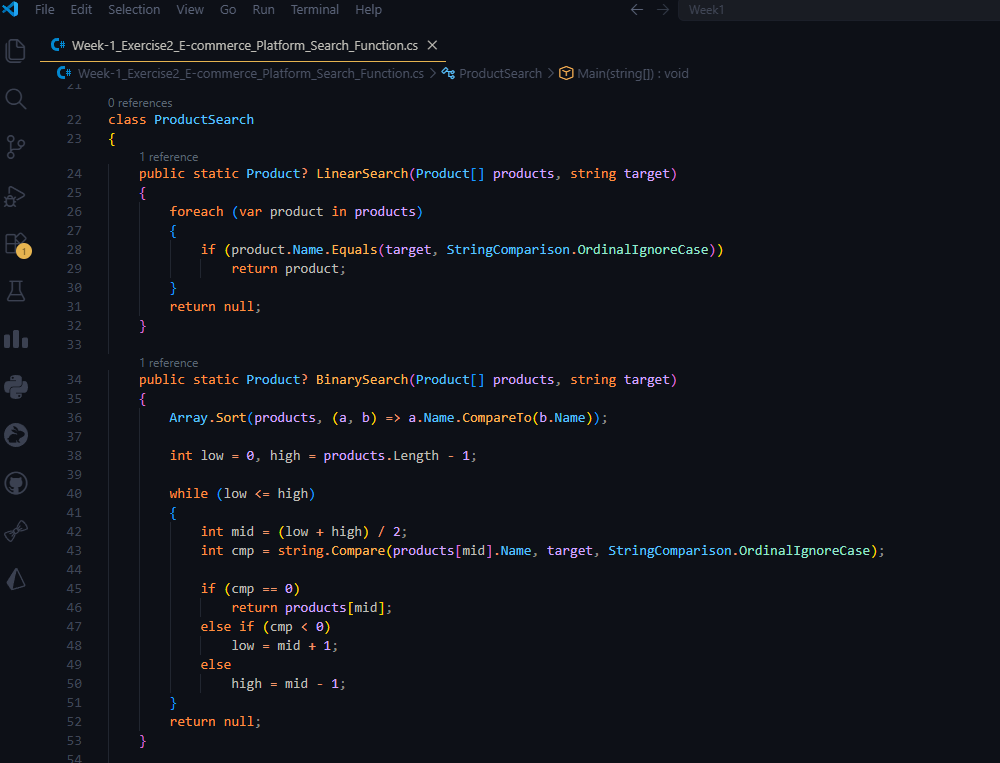 File Edit Selection View Go Run Terminal Help Week1
C# Week-1_Exercise2_E-commerce_Platform_Search_Function.cs
C# Week-1_Exercise2_E-commerce_Platform_Search_Function.cs > ProductSearch > Main(string[]) : void
21
0 references
22 class ProductSearch
23 {
1 reference
24 public static Product? LinearSearch(Product[] products, string target)
25 {
26 foreach (var product in products)
27 {
28 if (product.Name.Equals(target, StringComparison.OrdinalIgnoreCase))
29 return product;
30 }
31 return null;
32 }
33
1 reference
34 public static Product? BinarySearch(Product[] products, string target)
35 {
36 Array.Sort(products, (a, b) => a.Name.CompareTo(b.Name));
37
38 int low = 0, high = products.Length - 1;
39
40 while (low <= high)
41 {
42 int mid = (low + high) / 2;
43 int cmp = string.Compare(products[mid].Name, target, StringComparison.OrdinalIgnoreCase);
44
45 if (cmp == 0)
46 return products[mid];
47 else if (cmp < 0)
48 low = mid + 1;
49 else
50 high = mid - 1;
51 }
52 return null;
53 }
54
1